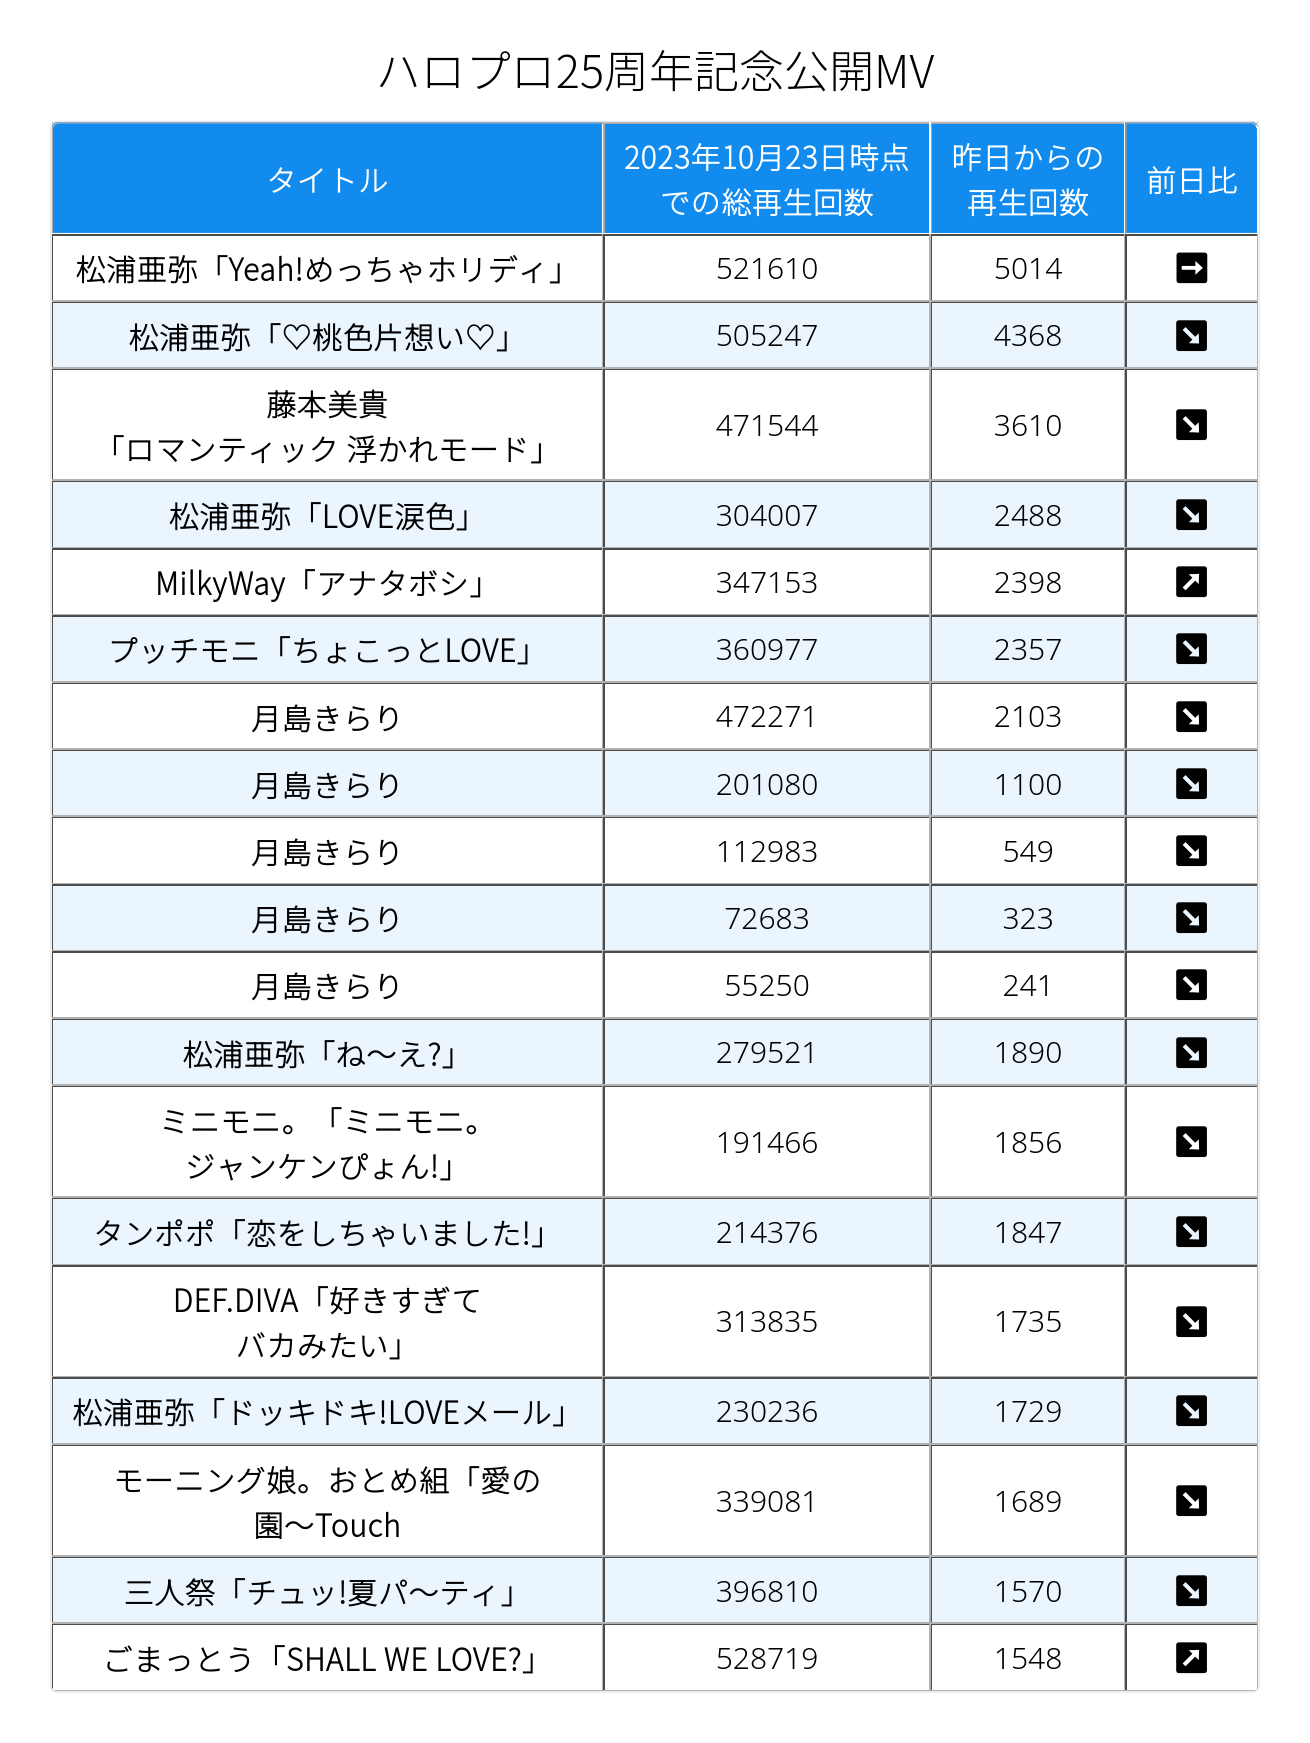 ハロプロ25周年記念公開MV
タイトル
2023年10月23日時点
での総再生回数
昨日からの
再生回数
前日比
松浦亜弥「Yeah!めっちゃホリディ」 521610 5014 ➡
松浦亜弥「♡桃色片想い♡」 505247 4368 ↘
藤本美貴
「ロマンティック 浮かれモード」 471544 3610 ↘
松浦亜弥「LOVE涙色」 304007 2488 ↘
MilkyWay「アナタボシ」 347153 2398 ↗
プッチモニ「ちょこっとLOVE」 360977 2357 ↘
月島きらり 472271 2103 ↘
月島きらり 201080 1100 ↘
月島きらり 112983 549 ↘
月島きらり 72683 323 ↘
月島きらり 55250 241 ↘
松浦亜弥「ね〜え?」 279521 1890 ↘
ミニモニ。「ミニモニ。
ジャンケンぴょん!」 191466 1856 ↘
タンポポ「恋をしちゃいました!」 214376 1847 ↘
DEF.DIVA「好きすぎて
バカみたい」 313835 1735 ↘
松浦亜弥「ドッキドキ!LOVEメール」 230236 1729 ↘
モーニング娘。おとめ組「愛の
園〜Touch 339081 1689 ↘
三人祭「チュッ!夏パ〜ティ」 396810 1570 ↘
ごまっとう「SHALL WE LOVE?」 528719 1548 ↗